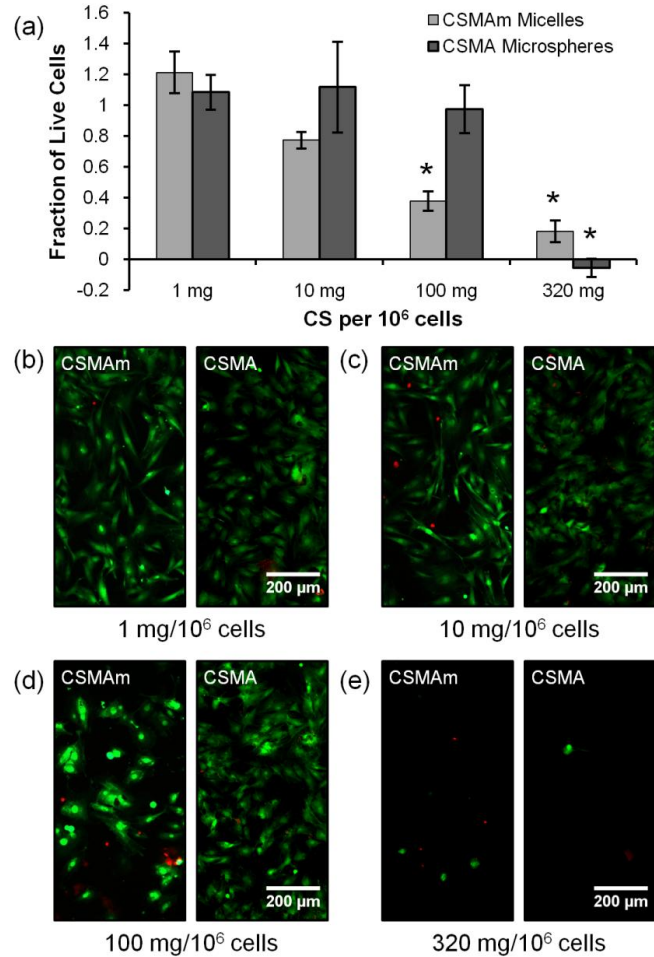 (a)
1.6
1.4
1.2
1
0.8
0.6
0.4
0.2
0
-0.2
Fraction of Live Cells
CSMAm Micelles
CSMA Microspheres
*
*
*
1 mg
10 mg
100 mg
320 mg
CS per 10⁶ cells
(b)
CSMAm
CSMA
200 µm
1 mg/10⁶ cells
(c)
CSMAm
CSMA
200 µm
10 mg/10⁶ cells
(d)
CSMAm
CSMA
200 µm
100 mg/10⁶ cells
(e)
CSMAm
CSMA
200 µm
320 mg/10⁶ cells